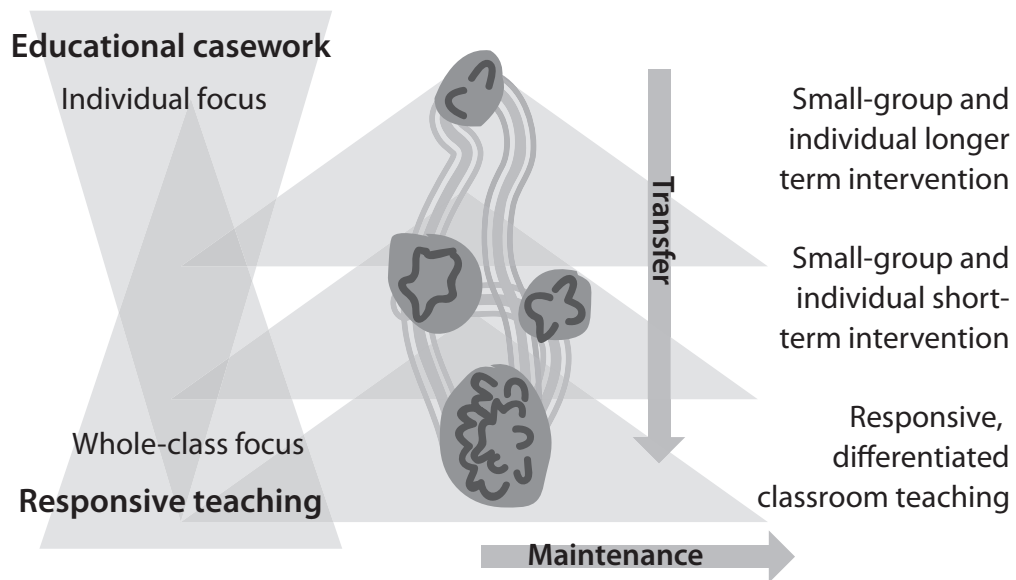 Educational casework
Individual focus
Whole-class focus
Responsive teaching
Transfer
Maintenance
Small-group and
individual longer
term intervention
Small-group and
individual short-
term intervention
Responsive,
differentiated
classroom teaching